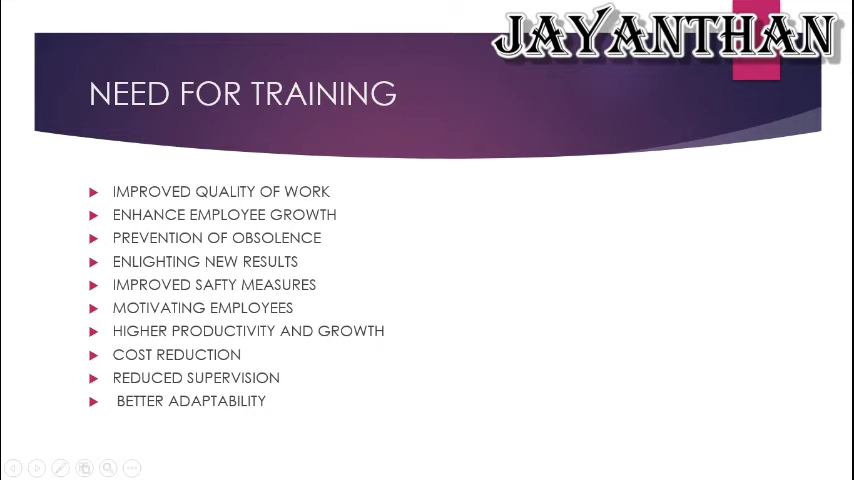 JAYANTHAN
NEED FOR TRAINING
IMPROVED QUALITY OF WORK
ENHANCE EMPLOYEE GROWTH
PREVENTION OF OBSOLENCE
ENLIGHTING NEW RESULTS
IMPROVED SAFTY MEASURES
MOTIVATING EMPLOYEES
HIGHER PRODUCTIVITY AND GROWTH
COST REDUCTION
REDUCED SUPERVISION
BETTER ADAPTABILITY